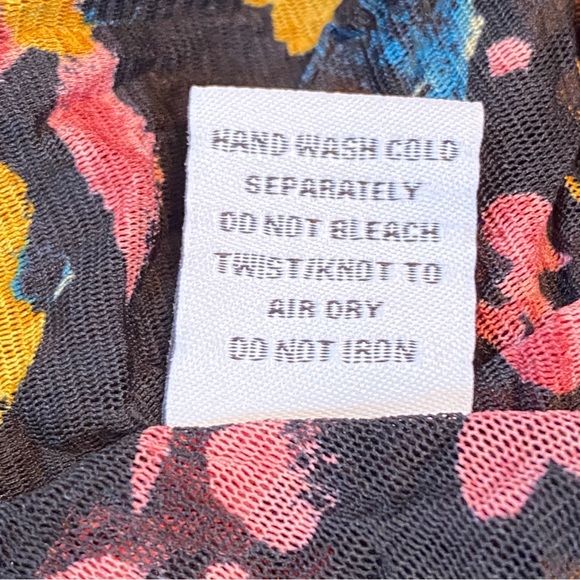 HAND WASH COLD
SEPARATELY
DO NOT BLEACH
TWIST/KNOT TO
AIR DRY
DO NOT IRON